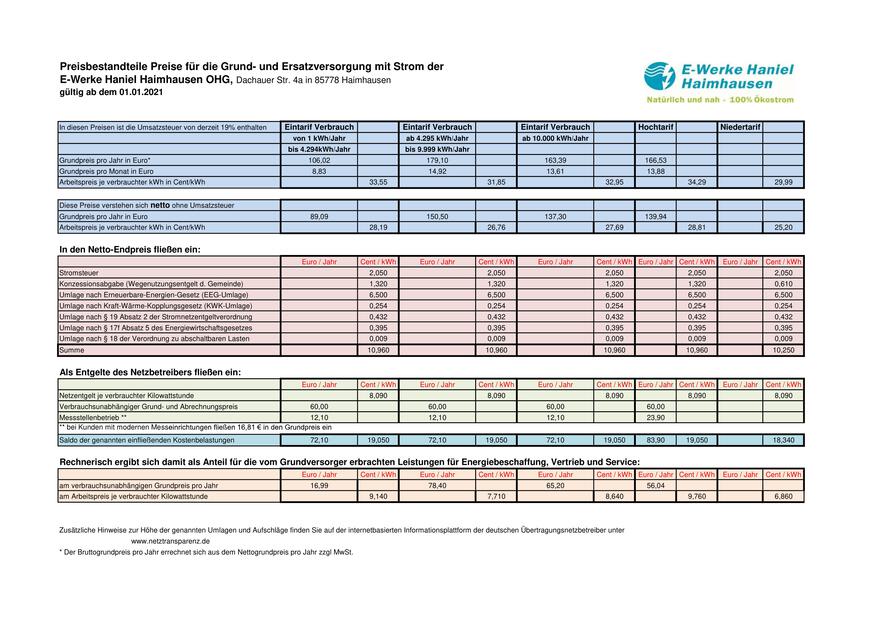 Preisbestandteile Preise für die Grund- und Ersatzversorgung mit Strom der
E-Werke Haniel Haimhausen OHG, Dachauer Str. 4a in 85778 Haimhausen
gültig ab dem 01.01.2021
E-Werke Haniel
Haimhausen
Natürlich und nah - 100% Ökostrom
In diesen Preisen ist die Umsatzsteuer von derzeit 19% enthalten Eintarif Verbrauch Eintarif Verbrauch Eintarif Verbrauch Hochtarif Niedertarif
von 1 kWh/Jahr ab 4.295 kWh/Jahr ab 10.000 kWh/Jahr
bis 4.294kWh/Jahr bis 9.999 kWh/Jahr
Grundpreis pro Jahr in Euro* 106,02 179,10 163,39 166,53
Grundpreis pro Monat in Euro 8,83 14,92 13,61 13,88
Arbeitspreis je verbrauchter kWh in Cent/kWh 33,55 31,85 32,95 34,29 29,99
Diese Preise verstehen sich netto ohne Umsatzsteuer
Grundpreis pro Jahr in Euro 89,09 150,50 137,30 139,94
Arbeitspreis je verbrauchter kWh in Cent/kWh 28,19 26,76 27,69 28,81 25,20
In den Netto-Endpreis fließen ein:
Euro / Jahr Cent / kWh Euro / Jahr Cent / kWh Euro / Jahr Cent / kWh Euro / Jahr Cent / kWh Euro / Jahr Cent / kWh
Stromsteuer 2,050 2,050 2,050 2,050 2,050
Konzessionsabgabe (Wegenutzungsentgelt d. Gemeinde) 1,320 1,320 1,320 1,320 0,610
Umlage nach Erneuerbare-Energien-Gesetz (EEG-Umlage) 6,500 6,500 6,500 6,500 6,500
Umlage nach Kraft-Wärme-Kopplungsgesetz (KWK-Umlage) 0,254 0,254 0,254 0,254 0,254
Umlage nach § 19 Absatz 2 der Stromnetzentgeltverordnung 0,432 0,432 0,432 0,432 0,432
Umlage nach § 17f Absatz 5 des Energiewirtschaftsgesetzes 0,395 0,395 0,395 0,395 0,395
Umlage nach § 18 der Verordnung zu abschaltbaren Lasten 0,009 0,009 0,009 0,009 0,009
Summe 10,960 10,960 10,960 10,960 10,250
Als Entgelte des Netzbetreibers fließen ein:
Euro / Jahr Cent / kWh Euro / Jahr Cent / kWh Euro / Jahr Cent / kWh Euro / Jahr Cent / kWh Euro / Jahr Cent / kWh
Netzentgelt je verbrauchter Kilowattstunde 8,090 8,090 8,090 8,090 8,090
Verbrauchsunabhängiger Grund- und Abrechnungspreis 60,00 60,00 60,00 60,00
Messstellenbetrieb ** 12,10 12,10 12,10 23,90
** bei Kunden mit modernen Messeinrichtungen fließen 16,81 € in den Grundpreis ein
Saldo der genannten einfließenden Kostenbelastungen 72,10 19,050 72,10 19,050 72,10 19,050 83,90 19,050 18,340
Rechnerisch ergibt sich damit als Anteil für die vom Grundversorger erbrachten Leistungen für Energiebeschaffung, Vertrieb und Service:
Euro / Jahr Cent / kWh Euro / Jahr Cent / kWh Euro / Jahr Cent / kWh Euro / Jahr Cent / kWh Euro / Jahr Cent / kWh
am verbrauchsunabhängigen Grundpreis pro Jahr 16,99 78,40 65,20 56,04
am Arbeitspreis je verbrauchter Kilowattstunde 9,140 7,710 8,640 9,760 6,860
Zusätzliche Hinweise zur Höhe der genannten Umlagen und Aufschläge finden Sie auf der internetbasierten Informationsplattform der deutschen Übertragungsnetzbetreiber unter
www.netztransparenz.de
* Der Bruttogrundpreis pro Jahr errechnet sich aus dem Nettogrundpreis pro Jahr zzgl MwSt.